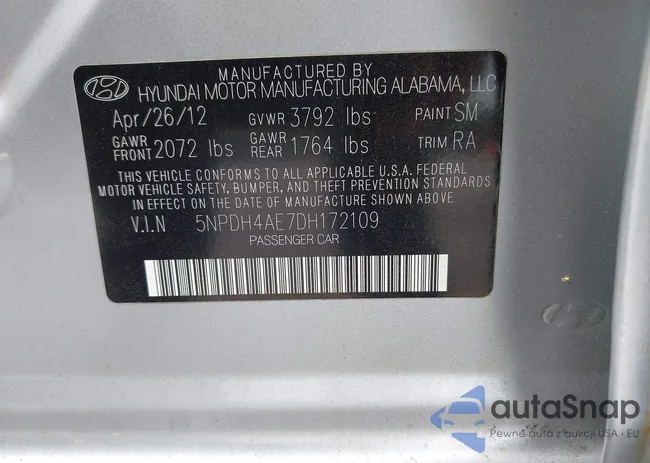 MANUFACTURED BY
HYUNDAI MOTOR MANUFACTURING ALABAMA, LLC
Apr/26/12 GVWR 3792 lbs PAINT SM
GAWR FRONT 2072 lbs GAWR REAR 1764 lbs TRIM RA
THIS VEHICLE CONFORMS TO ALL APPLICABLE U.S.A. FEDERAL
MOTOR VEHICLE SAFETY, BUMPER, AND THEFT PREVENTION STANDARDS
IN EFFECT ON THE DATE OF MANUFACTURE SHOWN ABOVE
V.I.N 5NPDH4AE7DH172109
PASSENGER CAR
autoSnap
Pewne auta z aukcji USA • EU